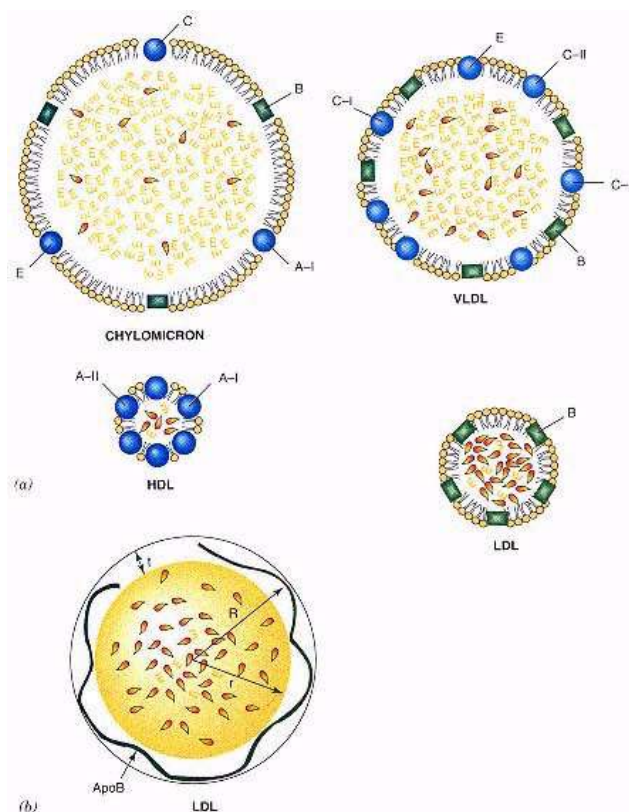 C
B
E
A–I
CHYLOMICRON
E
C–II
C–I
C–
B
VLDL
A–II
A–I
HDL
B
LDL
(a)
t
R
r
ApoB
LDL
(b)